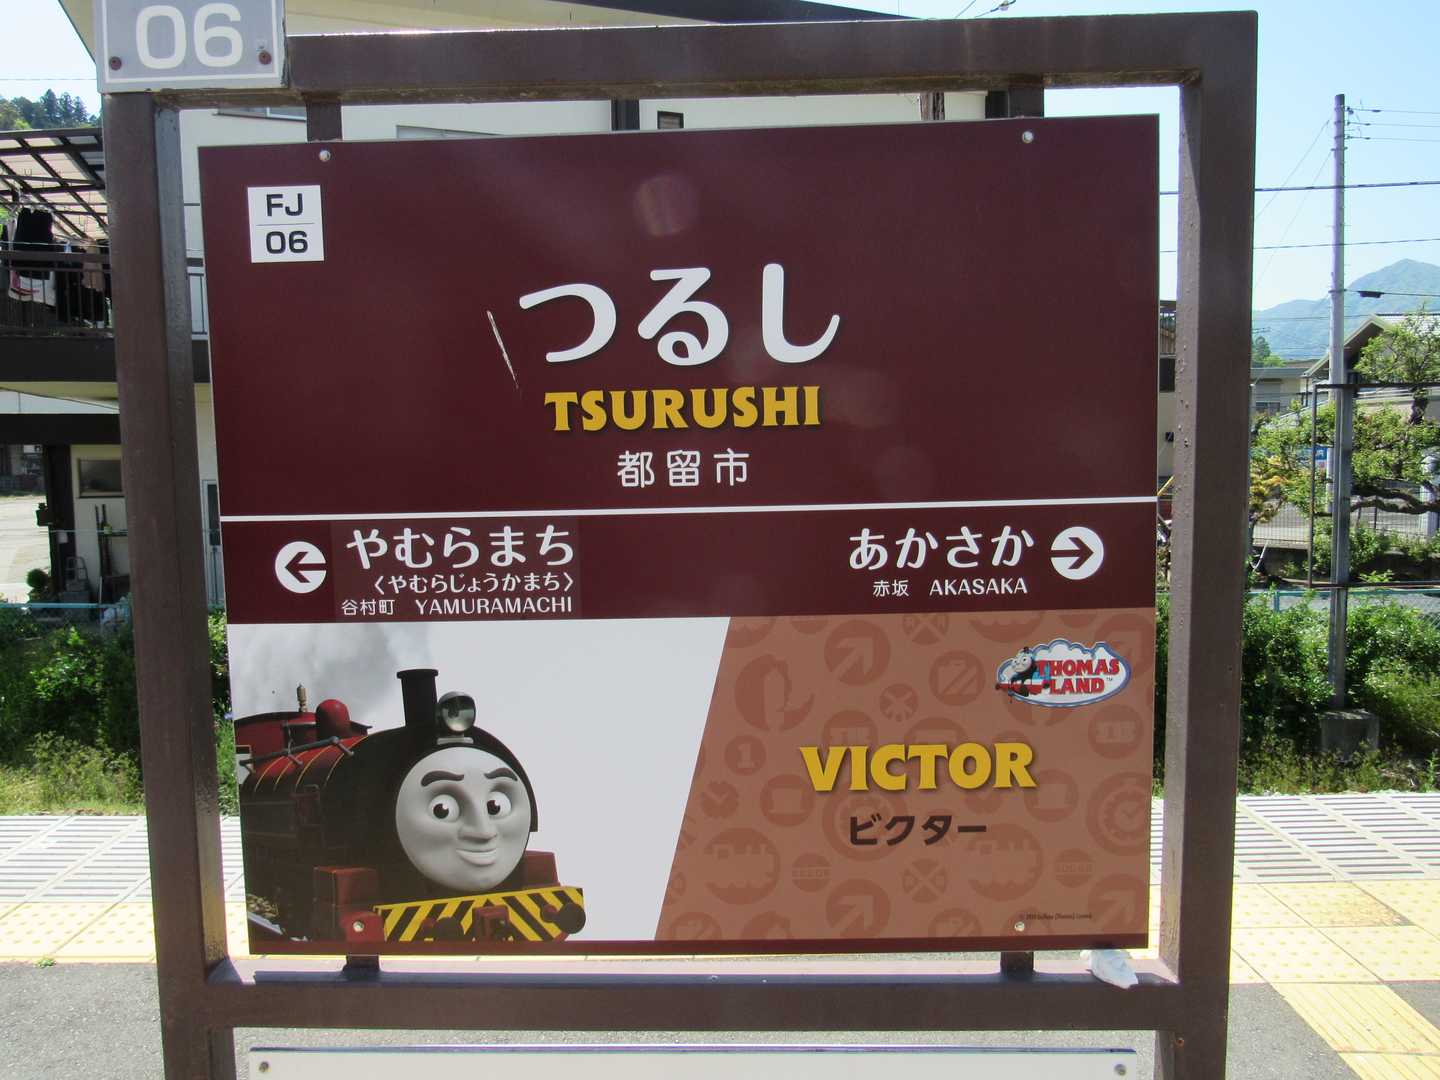 06
FJ
06
つるし
TSURUSHI
都留市
やむらまち
〈やむらじょうかまち〉
谷村町 YAMURAMACHI
あかさか
赤坂 AKASAKA
THOMAS
LAND™
VICTOR
ビクター